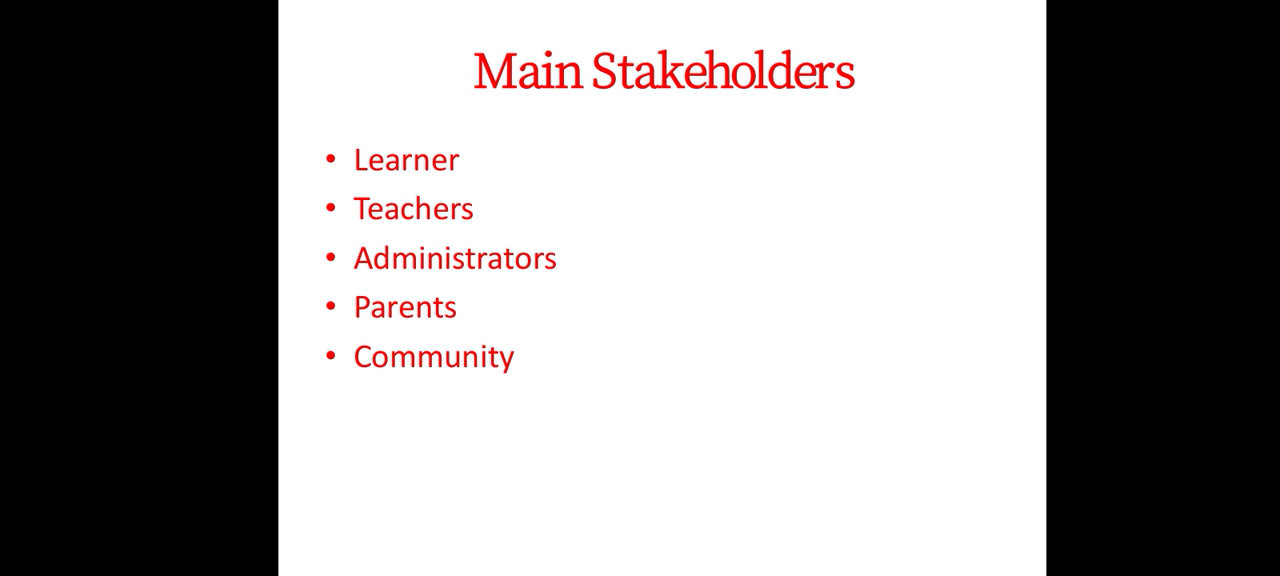 Main Stakeholders
• Learner
• Teachers
• Administrators
• Parents
• Community